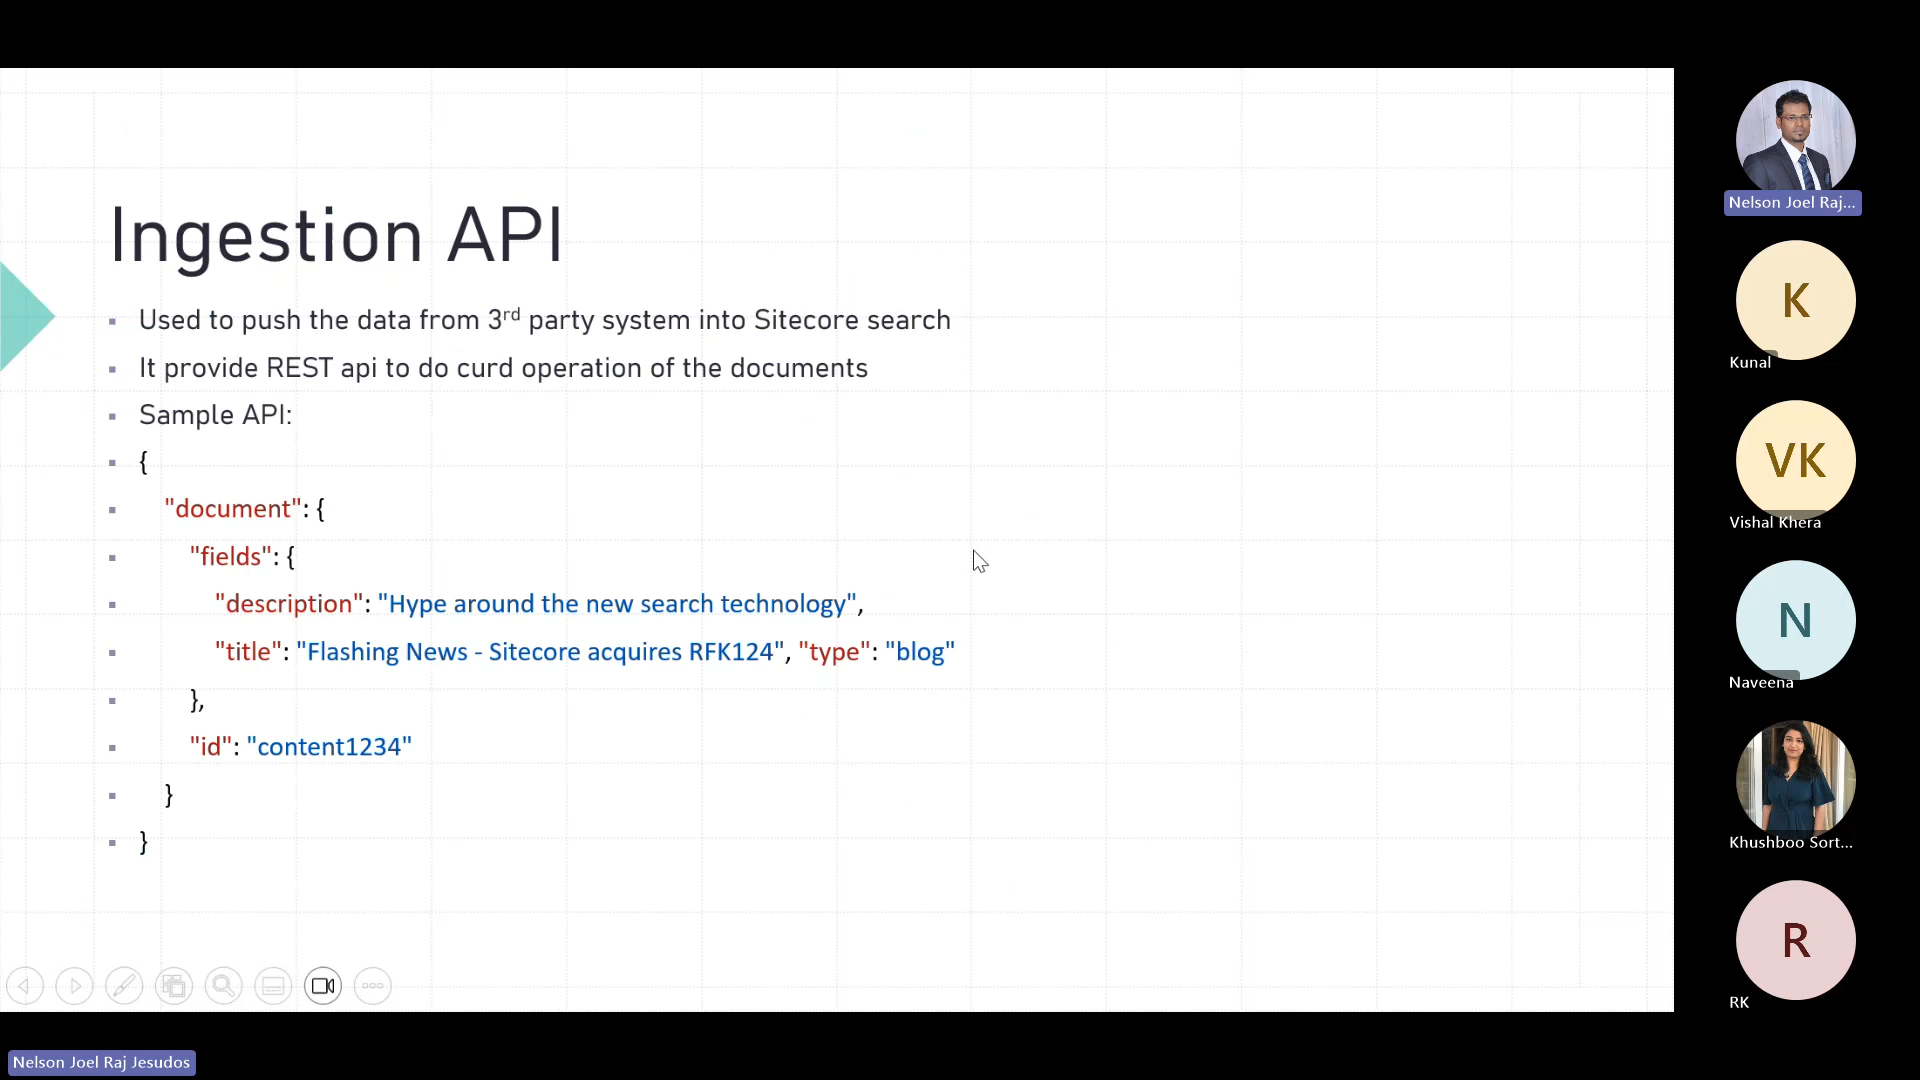 Ingestion API
Used to push the data from 3rd party system into Sitecore search
It provide REST api to do curd operation of the documents
Sample API:
{
"document": {
"fields": {
"description": "Hype around the new search technology",
"title": "Flashing News - Sitecore acquires RFK124", "type": "blog"
},
"id": "content1234"
}
}
Nelson Joel Raj...
K
Kunal
VK
Vishal Khera
N
Naveena
Khushboo Sort...
R
RK
Nelson Joel Raj Jesudos